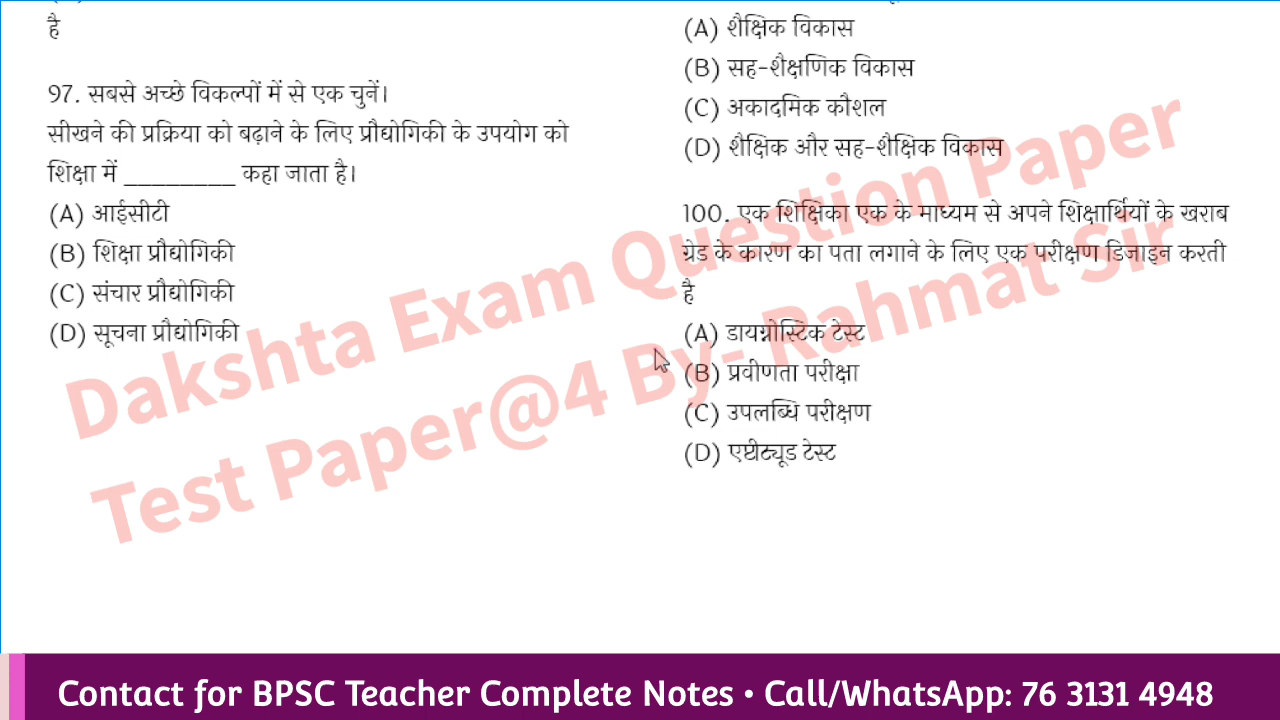 है
97. सबसे अच्छे विकल्पों में से एक चुनें।
सीखने की प्रक्रिया को बढ़ाने के लिए प्रौद्योगिकी के उपयोग को
शिक्षा में ________ कहा जाता है।
(A) आईसीटी
(B) शिक्षा प्रौद्योगिकी
(C) संचार प्रौद्योगिकी
(D) सूचना प्रौद्योगिकी
(A) शैक्षिक विकास
(B) सह-शैक्षणिक विकास
(C) अकादमिक कौशल
(D) शैक्षिक और सह-शैक्षिक विकास
100. एक शिक्षिका एक के माध्यम से अपने शिक्षार्थियों के खराब
ग्रेड के कारण का पता लगाने के लिए एक परीक्षण डिजाइन करती
है
(A) डायग्नोस्टिक टेस्ट
(B) प्रवीणता परीक्षा
(C) उपलब्धि परीक्षण
(D) एप्टीट्यूड टेस्ट
Dakshta Exam Question Paper
Test Paper@4 By- Rahmat Sir
Contact for BPSC Teacher Complete Notes • Call/WhatsApp: 76 3131 4948